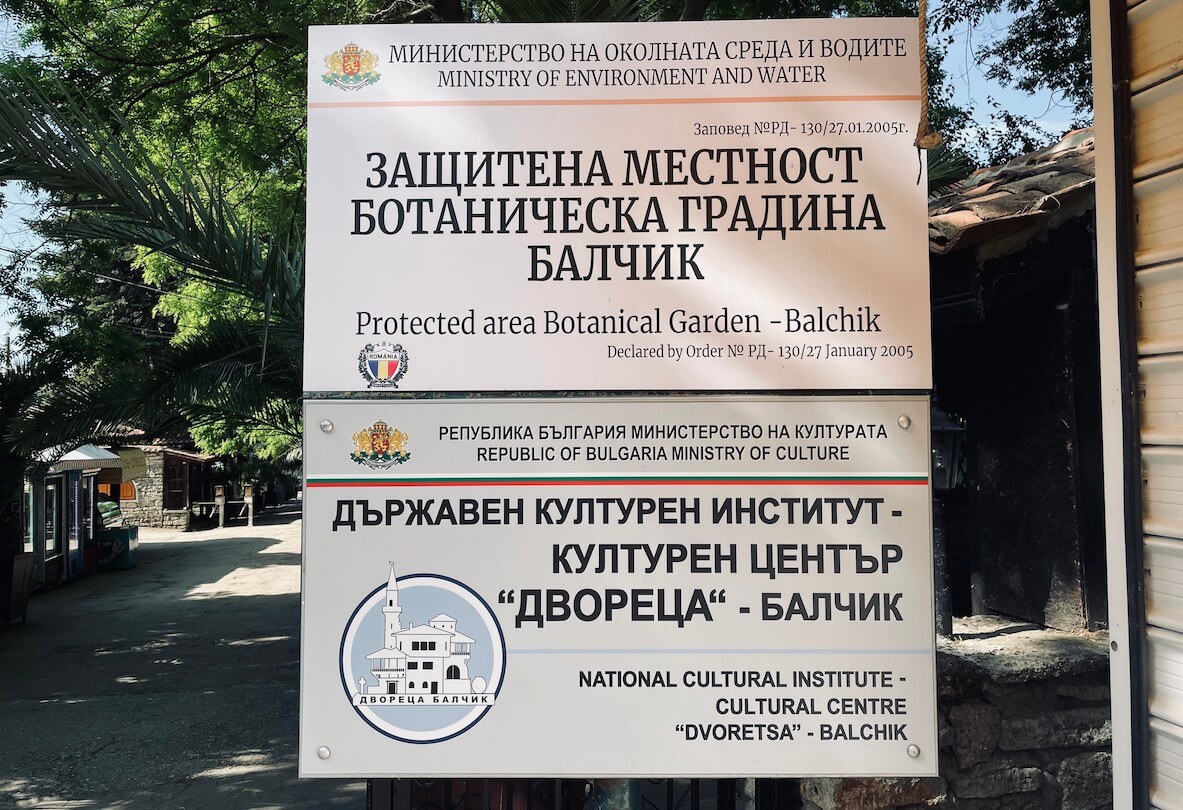 МИНИСТЕРСТВО НА ОКОЛНАТА СРЕДА И ВОДИТЕ
MINISTRY OF ENVIRONMENT AND WATER
Заповед №РД- 130/27.01.2005г.
ЗАЩИТЕНА МЕСТНОСТ
БОТАНИЧЕСКА ГРАДИНА
БАЛЧИК
Protected area Botanical Garden -Balchik
Declared by Order № РД- 130/27 January 2005
ROMÂNIA
РЕПУБЛИКА БЪЛГАРИЯ МИНИСТЕРСТВО НА КУЛТУРАТА
REPUBLIC OF BULGARIA MINISTRY OF CULTURE
ДЪРЖАВЕН КУЛТУРЕН ИНСТИТУТ -
КУЛТУРЕН ЦЕНТЪР
“ДВОРЕЦА“ - БАЛЧИК
ДВОРЕЦА БАЛЧИК
NATIONAL CULTURAL INSTITUTE -
CULTURAL CENTRE
“DVORETSA” - BALCHIK